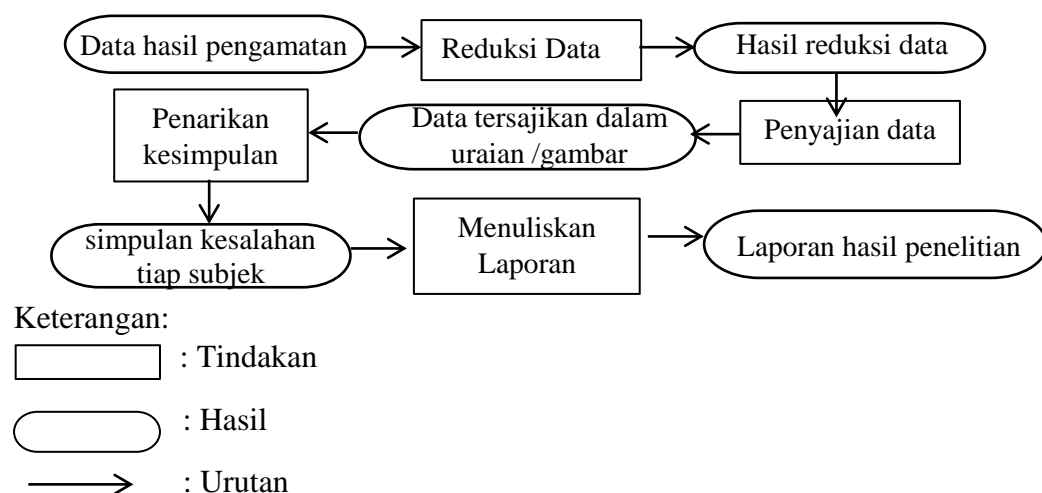 Data hasil pengamatan
Reduksi Data
Hasil reduksi data
Penyajian data
Data tersajikan dalam
uraian /gambar
Penarikan
kesimpulan
simpulan kesalahan
tiap subjek
Menuliskan
Laporan
Laporan hasil penelitian
Keterangan:
: Tindakan
: Hasil
: Urutan